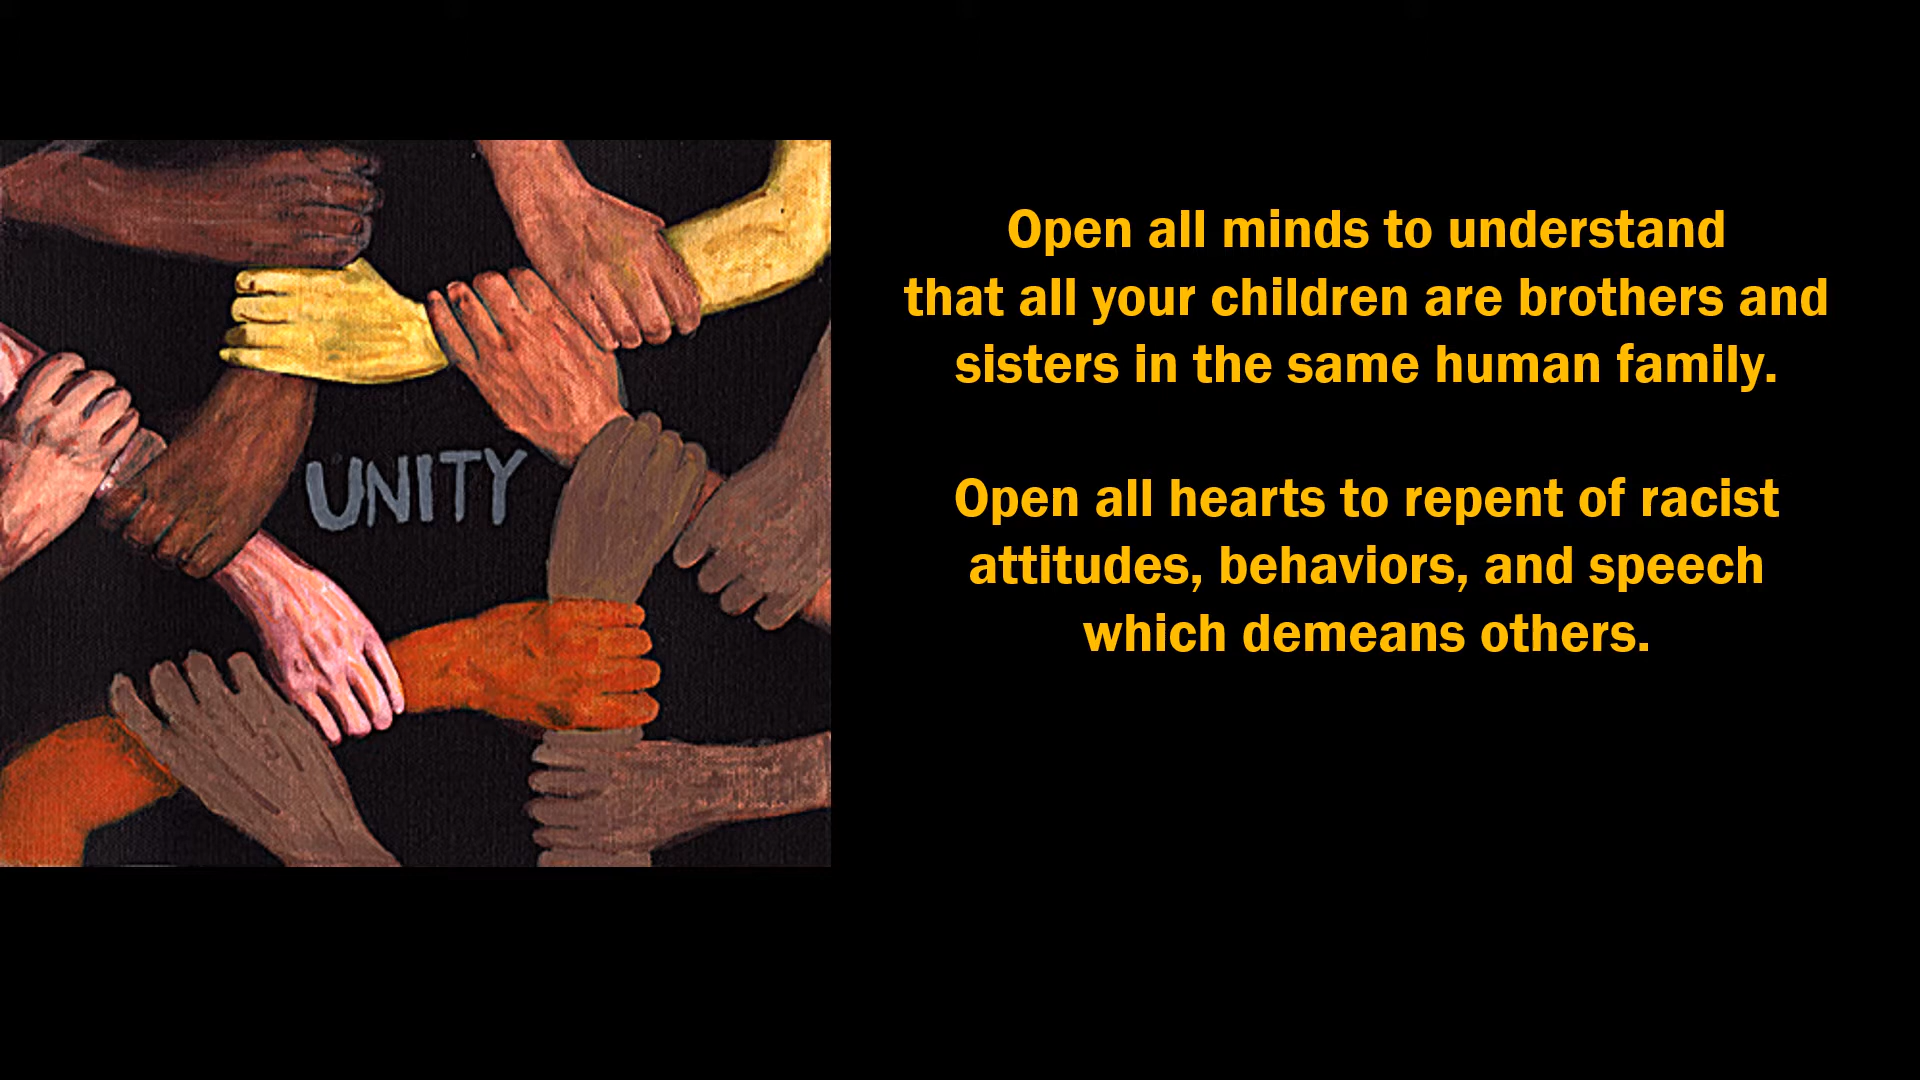 UNITY
Open all minds to understand
that all your children are brothers and
sisters in the same human family.
Open all hearts to repent of racist
attitudes, behaviors, and speech
which demeans others.